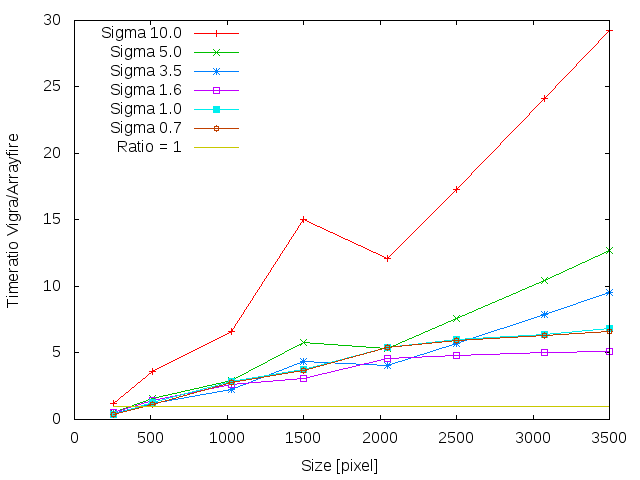 30
25
20
15
10
5
0
Timeratio Vigra/Arrayfire
Sigma 10.0
Sigma 5.0
Sigma 3.5
Sigma 1.6
Sigma 1.0
Sigma 0.7
Ratio = 1
0 500 1000 1500 2000 2500 3000 3500
Size [pixel]